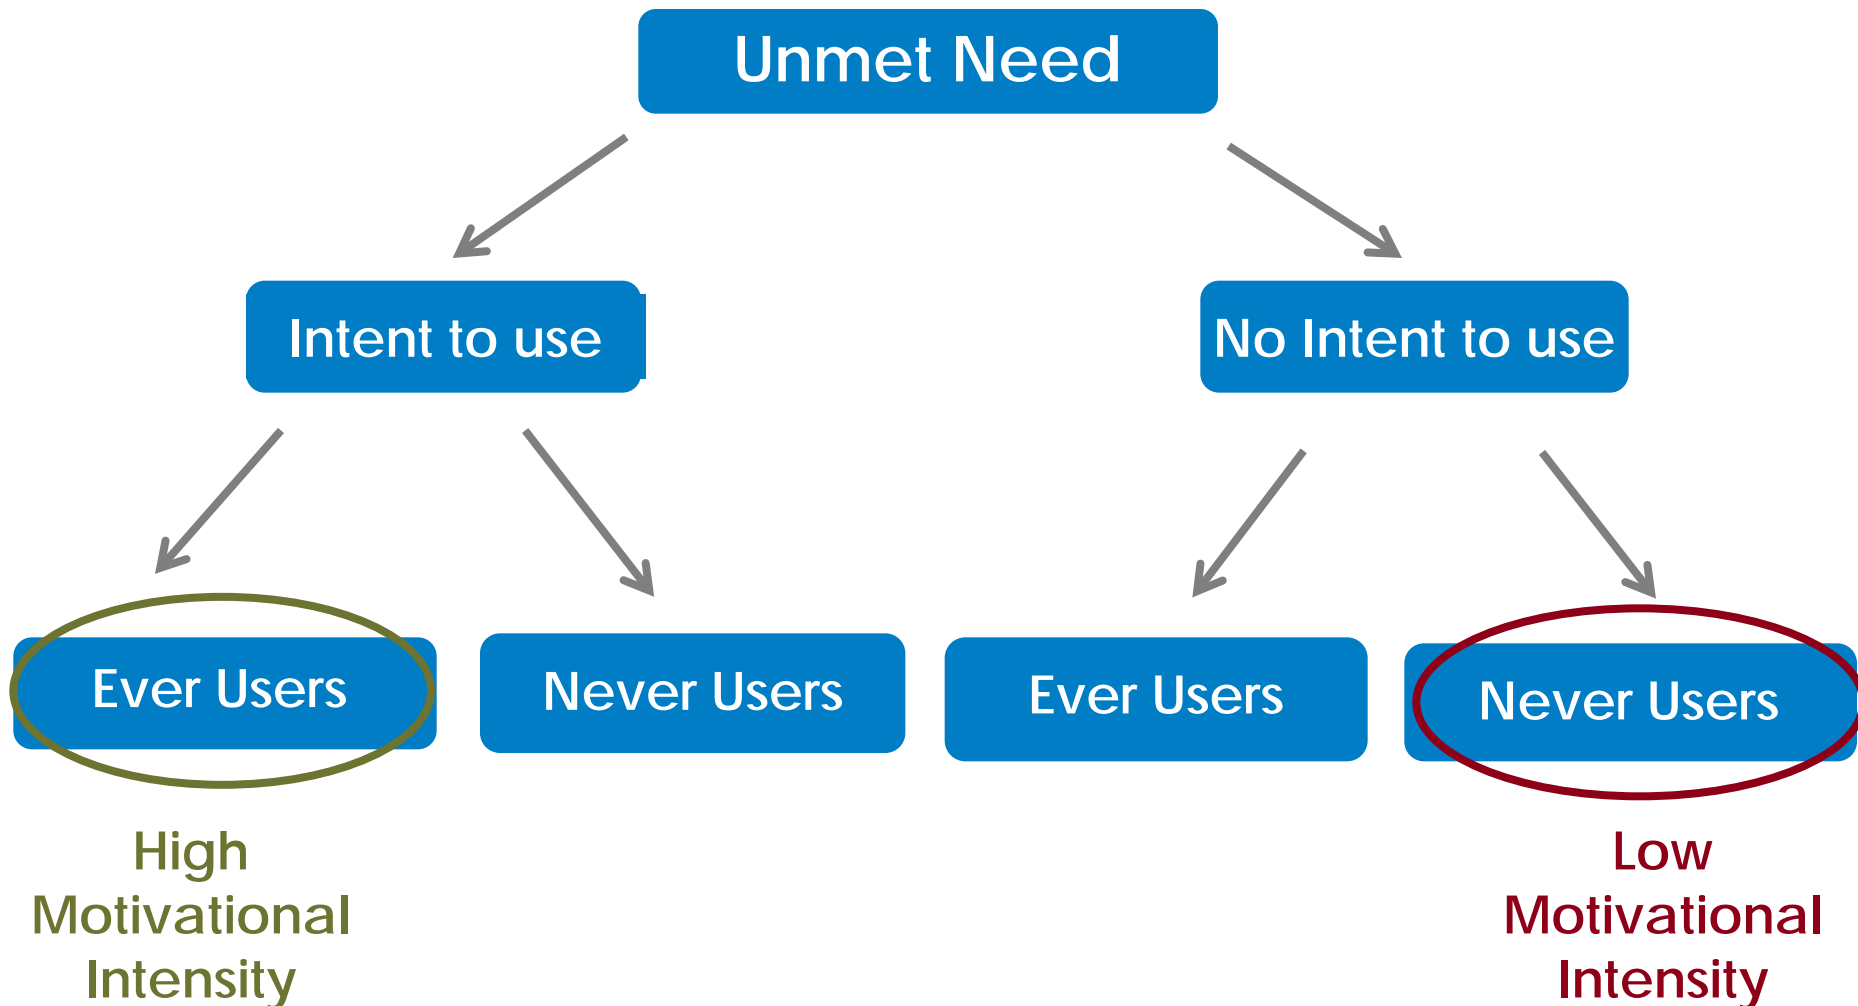 Unmet Need
Intent to use
No Intent to use
Ever Users
Never Users
Ever Users
Never Users
High
Motivational
Intensity
Low
Motivational
Intensity